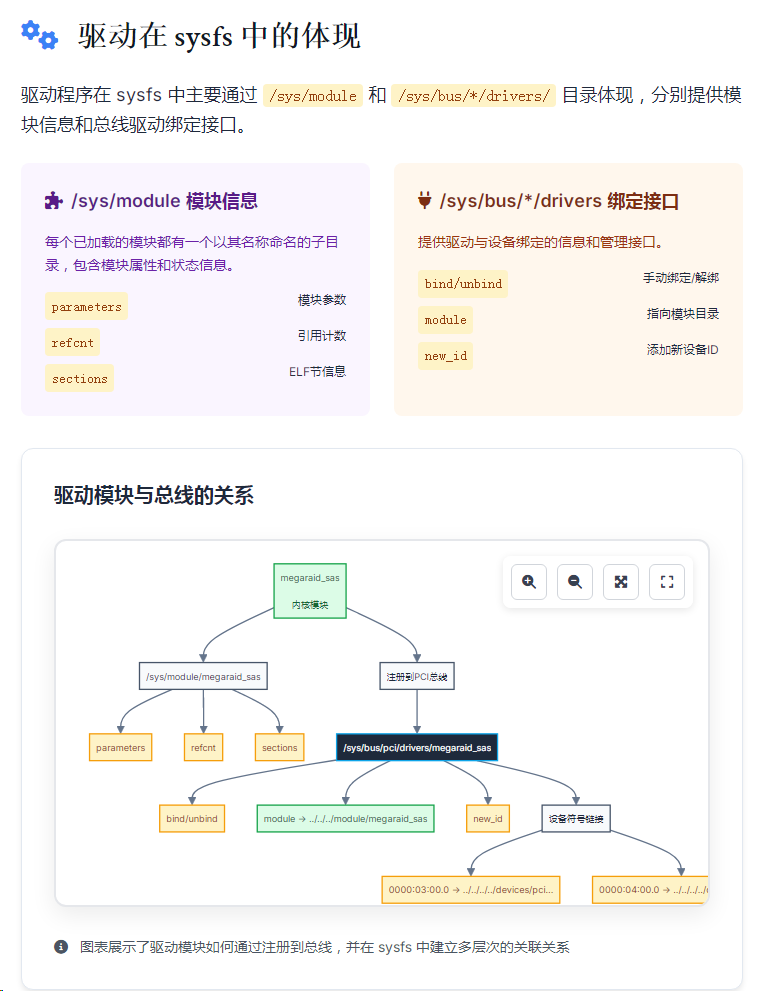 驱动在 sysfs 中的体现
驱动程序在 sysfs 中主要通过 /sys/module 和 /sys/bus/*/drivers/ 目录体现，分别提供模
块信息和总线驱动绑定接口。
/sys/module 模块信息
每个已加载的模块都有一个以其名称命名的子目
录，包含模块属性和状态信息。
parameters 模块参数
refcnt 引用计数
sections ELF节信息
/sys/bus/*/drivers 绑定接口
提供驱动与设备绑定的信息和管理接口。
bind/unbind 手动绑定/解绑
module 指向模块目录
new_id 添加新设备ID
驱动模块与总线的关系
megaraid_sas
内核模块
/sys/module/megaraid_sas
注册到PCI总线
parameters
refcnt
sections
/sys/bus/pci/drivers/megaraid_sas
bind/unbind
module → ../../../module/megaraid_sas
new_id
设备符号链接
0000:03:00.0 → ../../../../devices/pci...
0000:04:00.0 → ../../../../
图表展示了驱动模块如何通过注册到总线，并在 sysfs 中建立多层次的关联关系